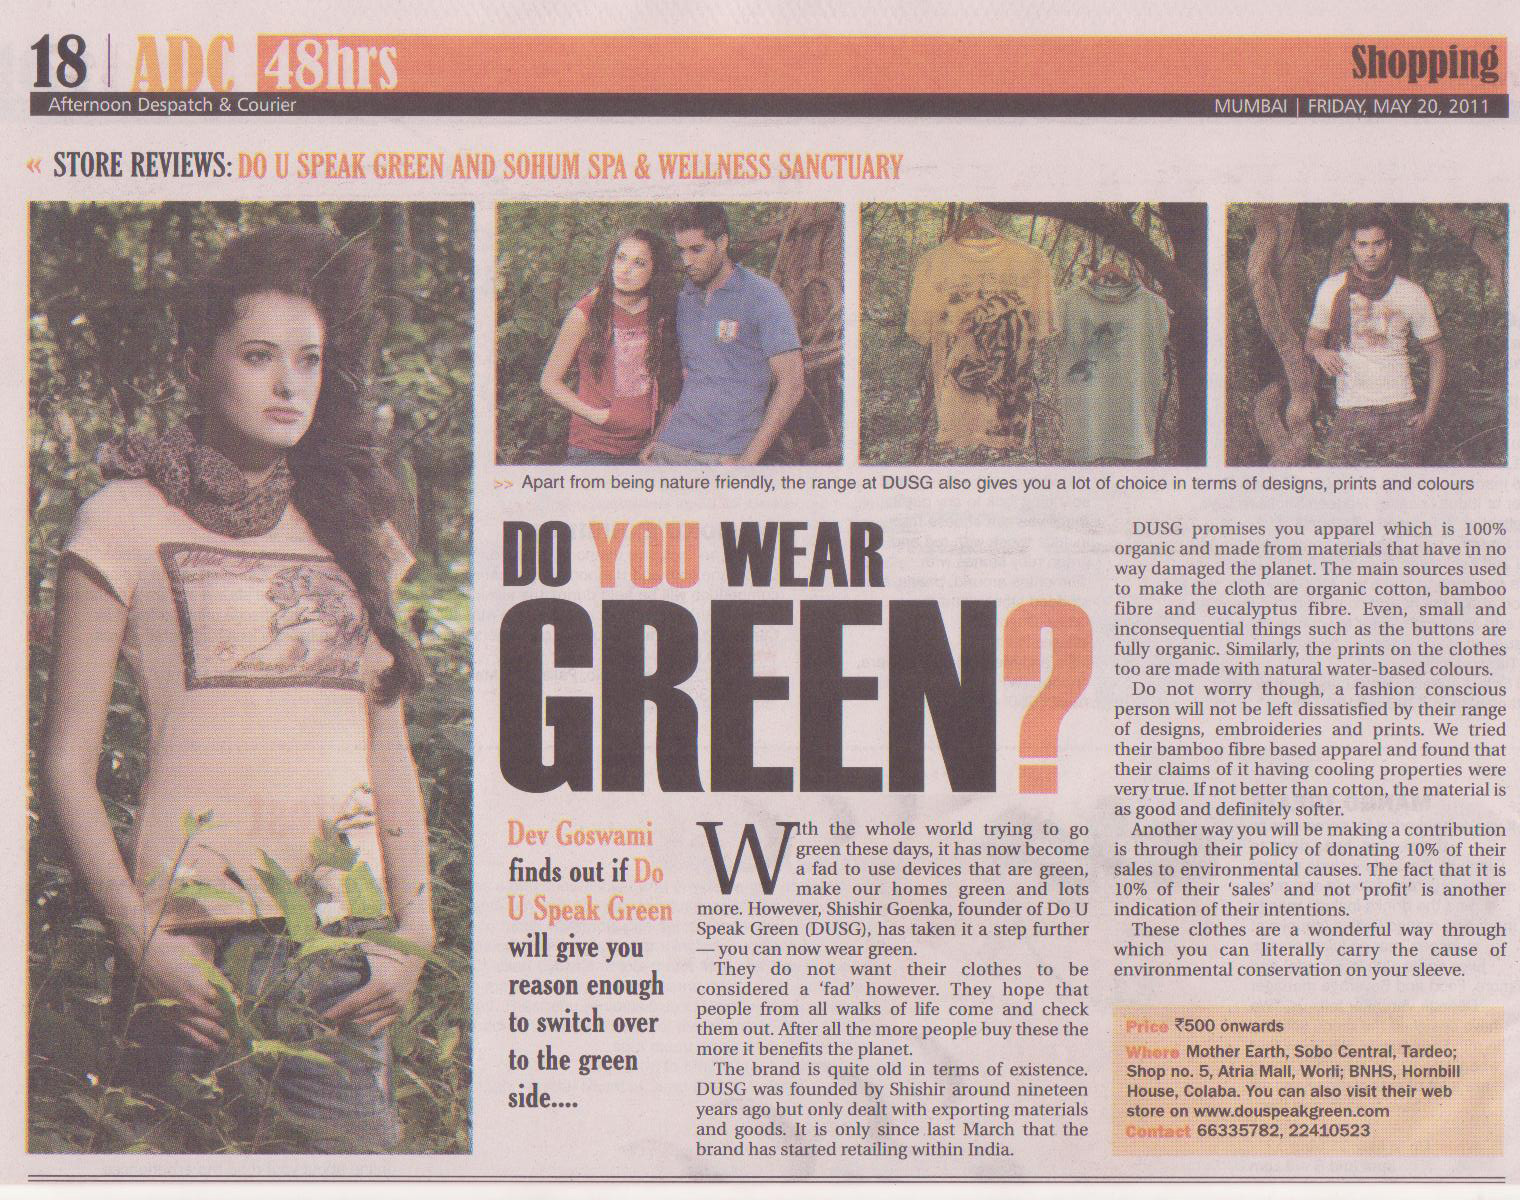 18
ADC 48hrs
Shopping
Afternoon Despatch & Courier
MUMBAI | FRIDAY, MAY 20, 2011
« STORE REVIEWS: DO U SPEAK GREEN AND SOHUM SPA & WELLNESS SANCTUARY
>> Apart from being nature friendly, the range at DUSG also gives you a lot of choice in terms of designs, prints and colours
DO YOU WEAR
GREEN?
Dev Goswami
finds out if Do
U Speak Green
will give you
reason enough
to switch over
to the green
side....
WIth the whole world trying to go
green these days, it has now become
a fad to use devices that are green,
make our homes green and lots
more. However, Shishir Goenka, founder of Do U
Speak Green (DUSG), has taken it a step further
— you can now wear green.
They do not want their clothes to be
considered a ‘fad’ however. They hope that
people from all walks of life come and check
them out. After all the more people buy these the
more it benefits the planet.
The brand is quite old in terms of existence.
DUSG was founded by Shishir around nineteen
years ago but only dealt with exporting materials
and goods. It is only since last March that the
brand has started retailing within India.
DUSG promises you apparel which is 100%
organic and made from materials that have in no
way damaged the planet. The main sources used
to make the cloth are organic cotton, bamboo
fibre and eucalyptus fibre. Even, small and
inconsequential things such as the buttons are
fully organic. Similarly, the prints on the clothes
too are made with natural water-based colours.
Do not worry though, a fashion conscious
person will not be left dissatisfied by their range
of designs, embroideries and prints. We tried
their bamboo fibre based apparel and found that
their claims of it having cooling properties were
very true. If not better than cotton, the material is
as good and definitely softer.
Another way you will be making a contribution
is through their policy of donating 10% of their
sales to environmental causes. The fact that it is
10% of their ‘sales’ and not ‘profit’ is another
indication of their intentions.
These clothes are a wonderful way through
which you can literally carry the cause of
environmental conservation on your sleeve.
Price ₹500 onwards
Where Mother Earth, Sobo Central, Tardeo;
Shop no. 5, Atria Mall, Worli; BNHS, Hornbill
House, Colaba. You can also visit their web
store on www.douspeakgreen.com
Contact 66335782, 22410523